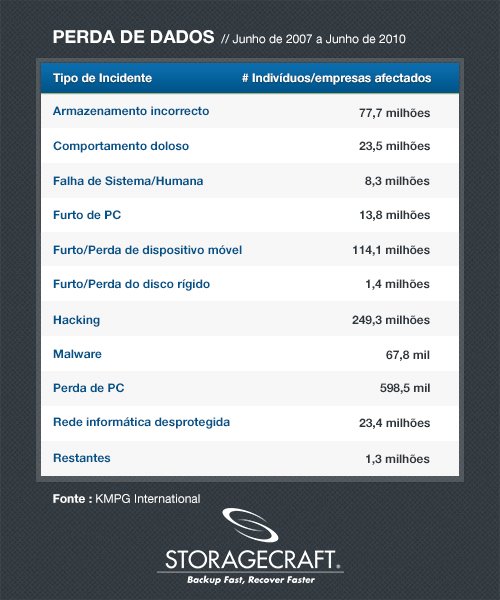 PERDA DE DADOS // Junho de 2007 a Junho de 2010
Tipo de Incidente # Indivíduos/empresas afectados
Armazenamento incorrecto 77,7 milhões
Comportamento doloso 23,5 milhões
Falha de Sistema/Humana 8,3 milhões
Furto de PC 13,8 milhões
Furto/Perda de dispositivo móvel 114,1 milhões
Furto/Perda do disco rígido 1,4 milhões
Hacking 249,3 milhões
Malware 67,8 mil
Perda de PC 598,5 mil
Rede informática desprotegida 23,4 milhões
Restantes 1,3 milhões
Fonte : KMPG International
STORAGECRAFT®
Backup Fast, Recover Faster